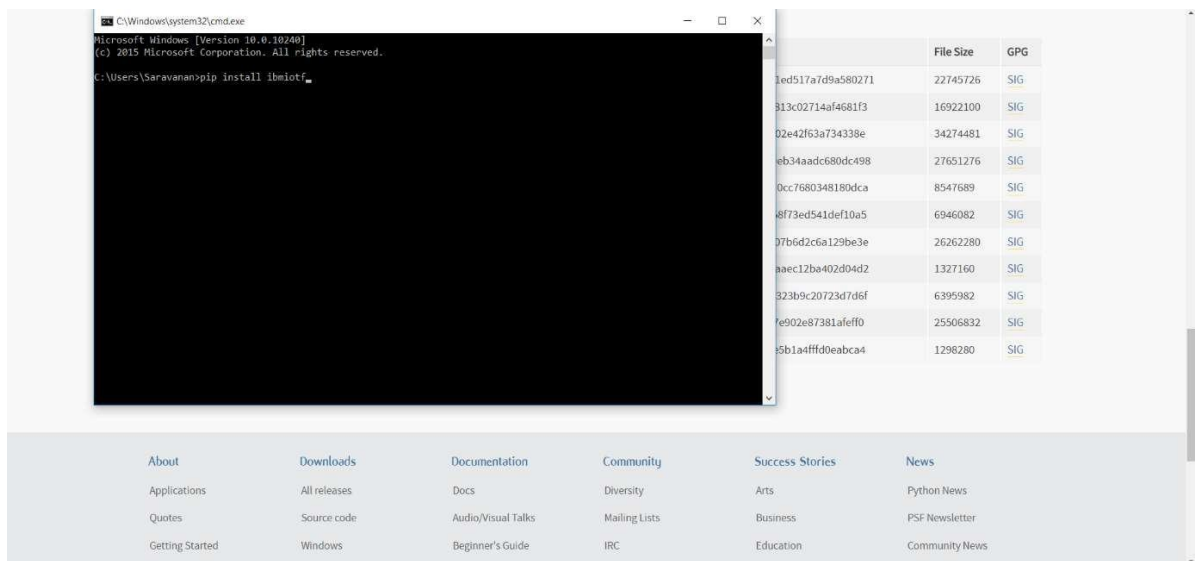 C:\Windows\system32\cmd.exe
Microsoft Windows [Version 10.0.10240]
(c) 2015 Microsoft Corporation. All rights reserved.
C:\Users\Saravanan>pip install ibmiotf_
File Size GPG
1ed517a7d9a580271 22745726 SIG
813c02714af4681f3 16922100 SIG
02e42f63a734338e 34274481 SIG
eb34aadc680dc498 27651276 SIG
0cc7680348180dca 8547689 SIG
8f73ed541def10a5 6946082 SIG
07b6d2c6a129be3e 26262280 SIG
aaec12ba402d04d2 1327160 SIG
323b9c20723d7d6f 6395982 SIG
e902e87381afeff0 25506832 SIG
e5b1a4fffd0eabca4 1298280 SIG
About Downloads Documentation Community Success Stories News
Applications All releases Docs Diversity Arts Python News
Quotes Source code Audio/Visual Talks Mailing Lists Business PSF Newsletter
Getting Started Windows Beginner's Guide IRC Education Community News